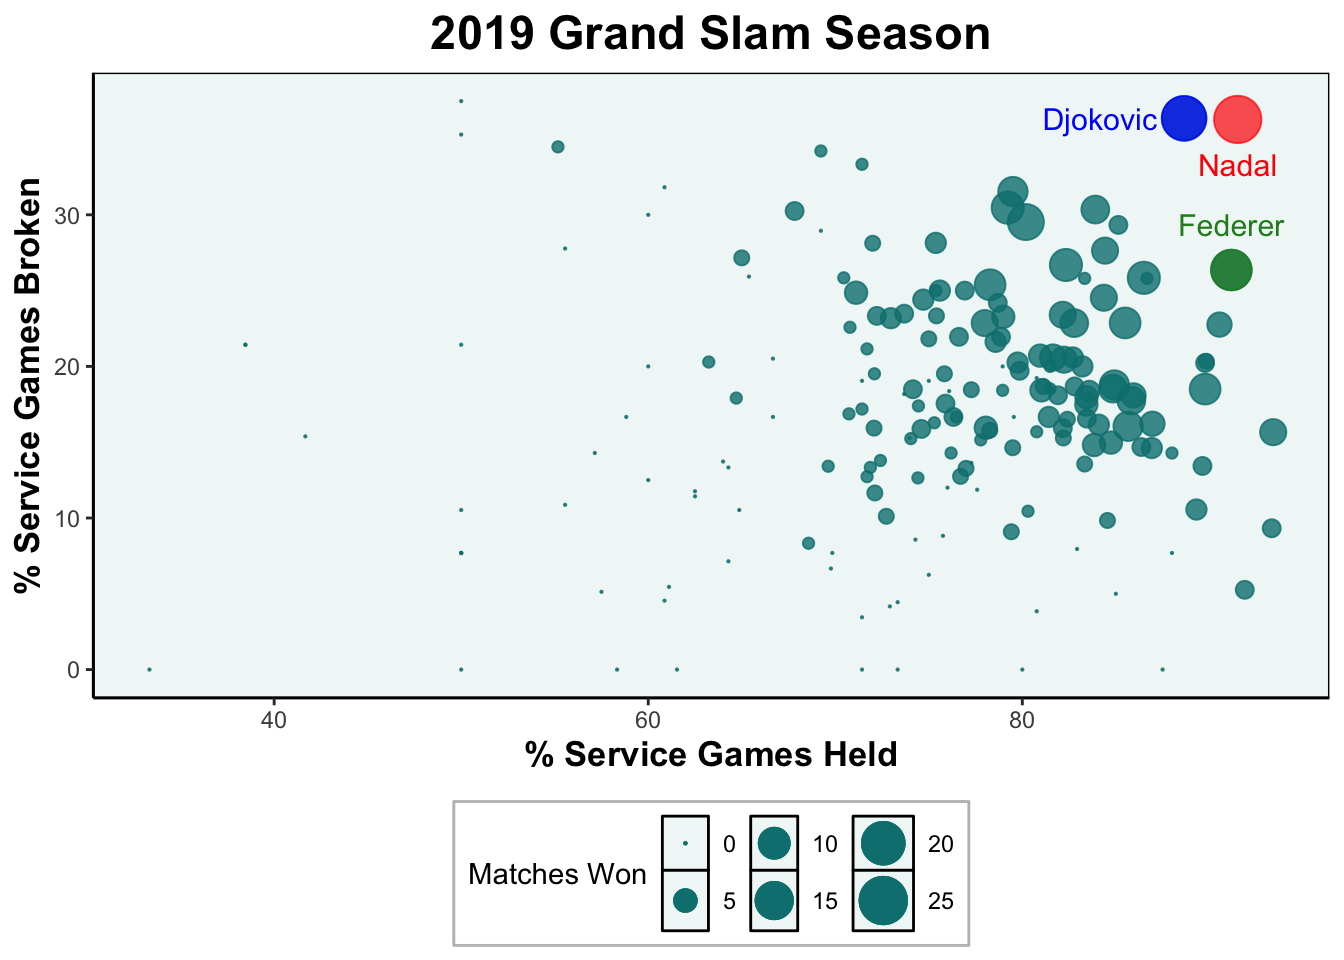 2019 Grand Slam Season
% Service Games Broken
30
20
10
0
Djokovic
Nadal
Federer
40 60 80
% Service Games Held
Matches Won
0 10 20
5 15 25